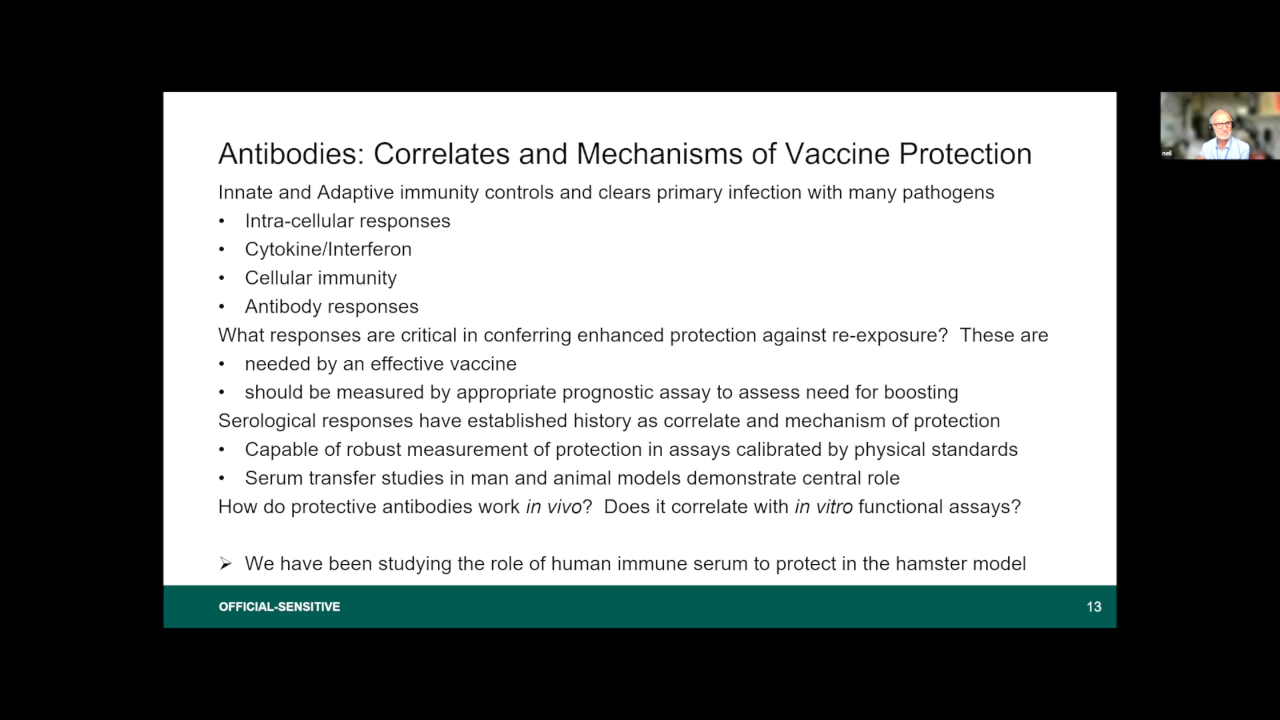 Antibodies: Correlates and Mechanisms of Vaccine Protection
Innate and Adaptive immunity controls and clears primary infection with many pathogens
• Intra-cellular responses
• Cytokine/Interferon
• Cellular immunity
• Antibody responses
What responses are critical in conferring enhanced protection against re-exposure? These are
• needed by an effective vaccine
• should be measured by appropriate prognostic assay to assess need for boosting
Serological responses have established history as correlate and mechanism of protection
• Capable of robust measurement of protection in assays calibrated by physical standards
• Serum transfer studies in man and animal models demonstrate central role
How do protective antibodies work in vivo? Does it correlate with in vitro functional assays?
➢ We have been studying the role of human immune serum to protect in the hamster model
OFFICIAL-SENSITIVE
13
neil